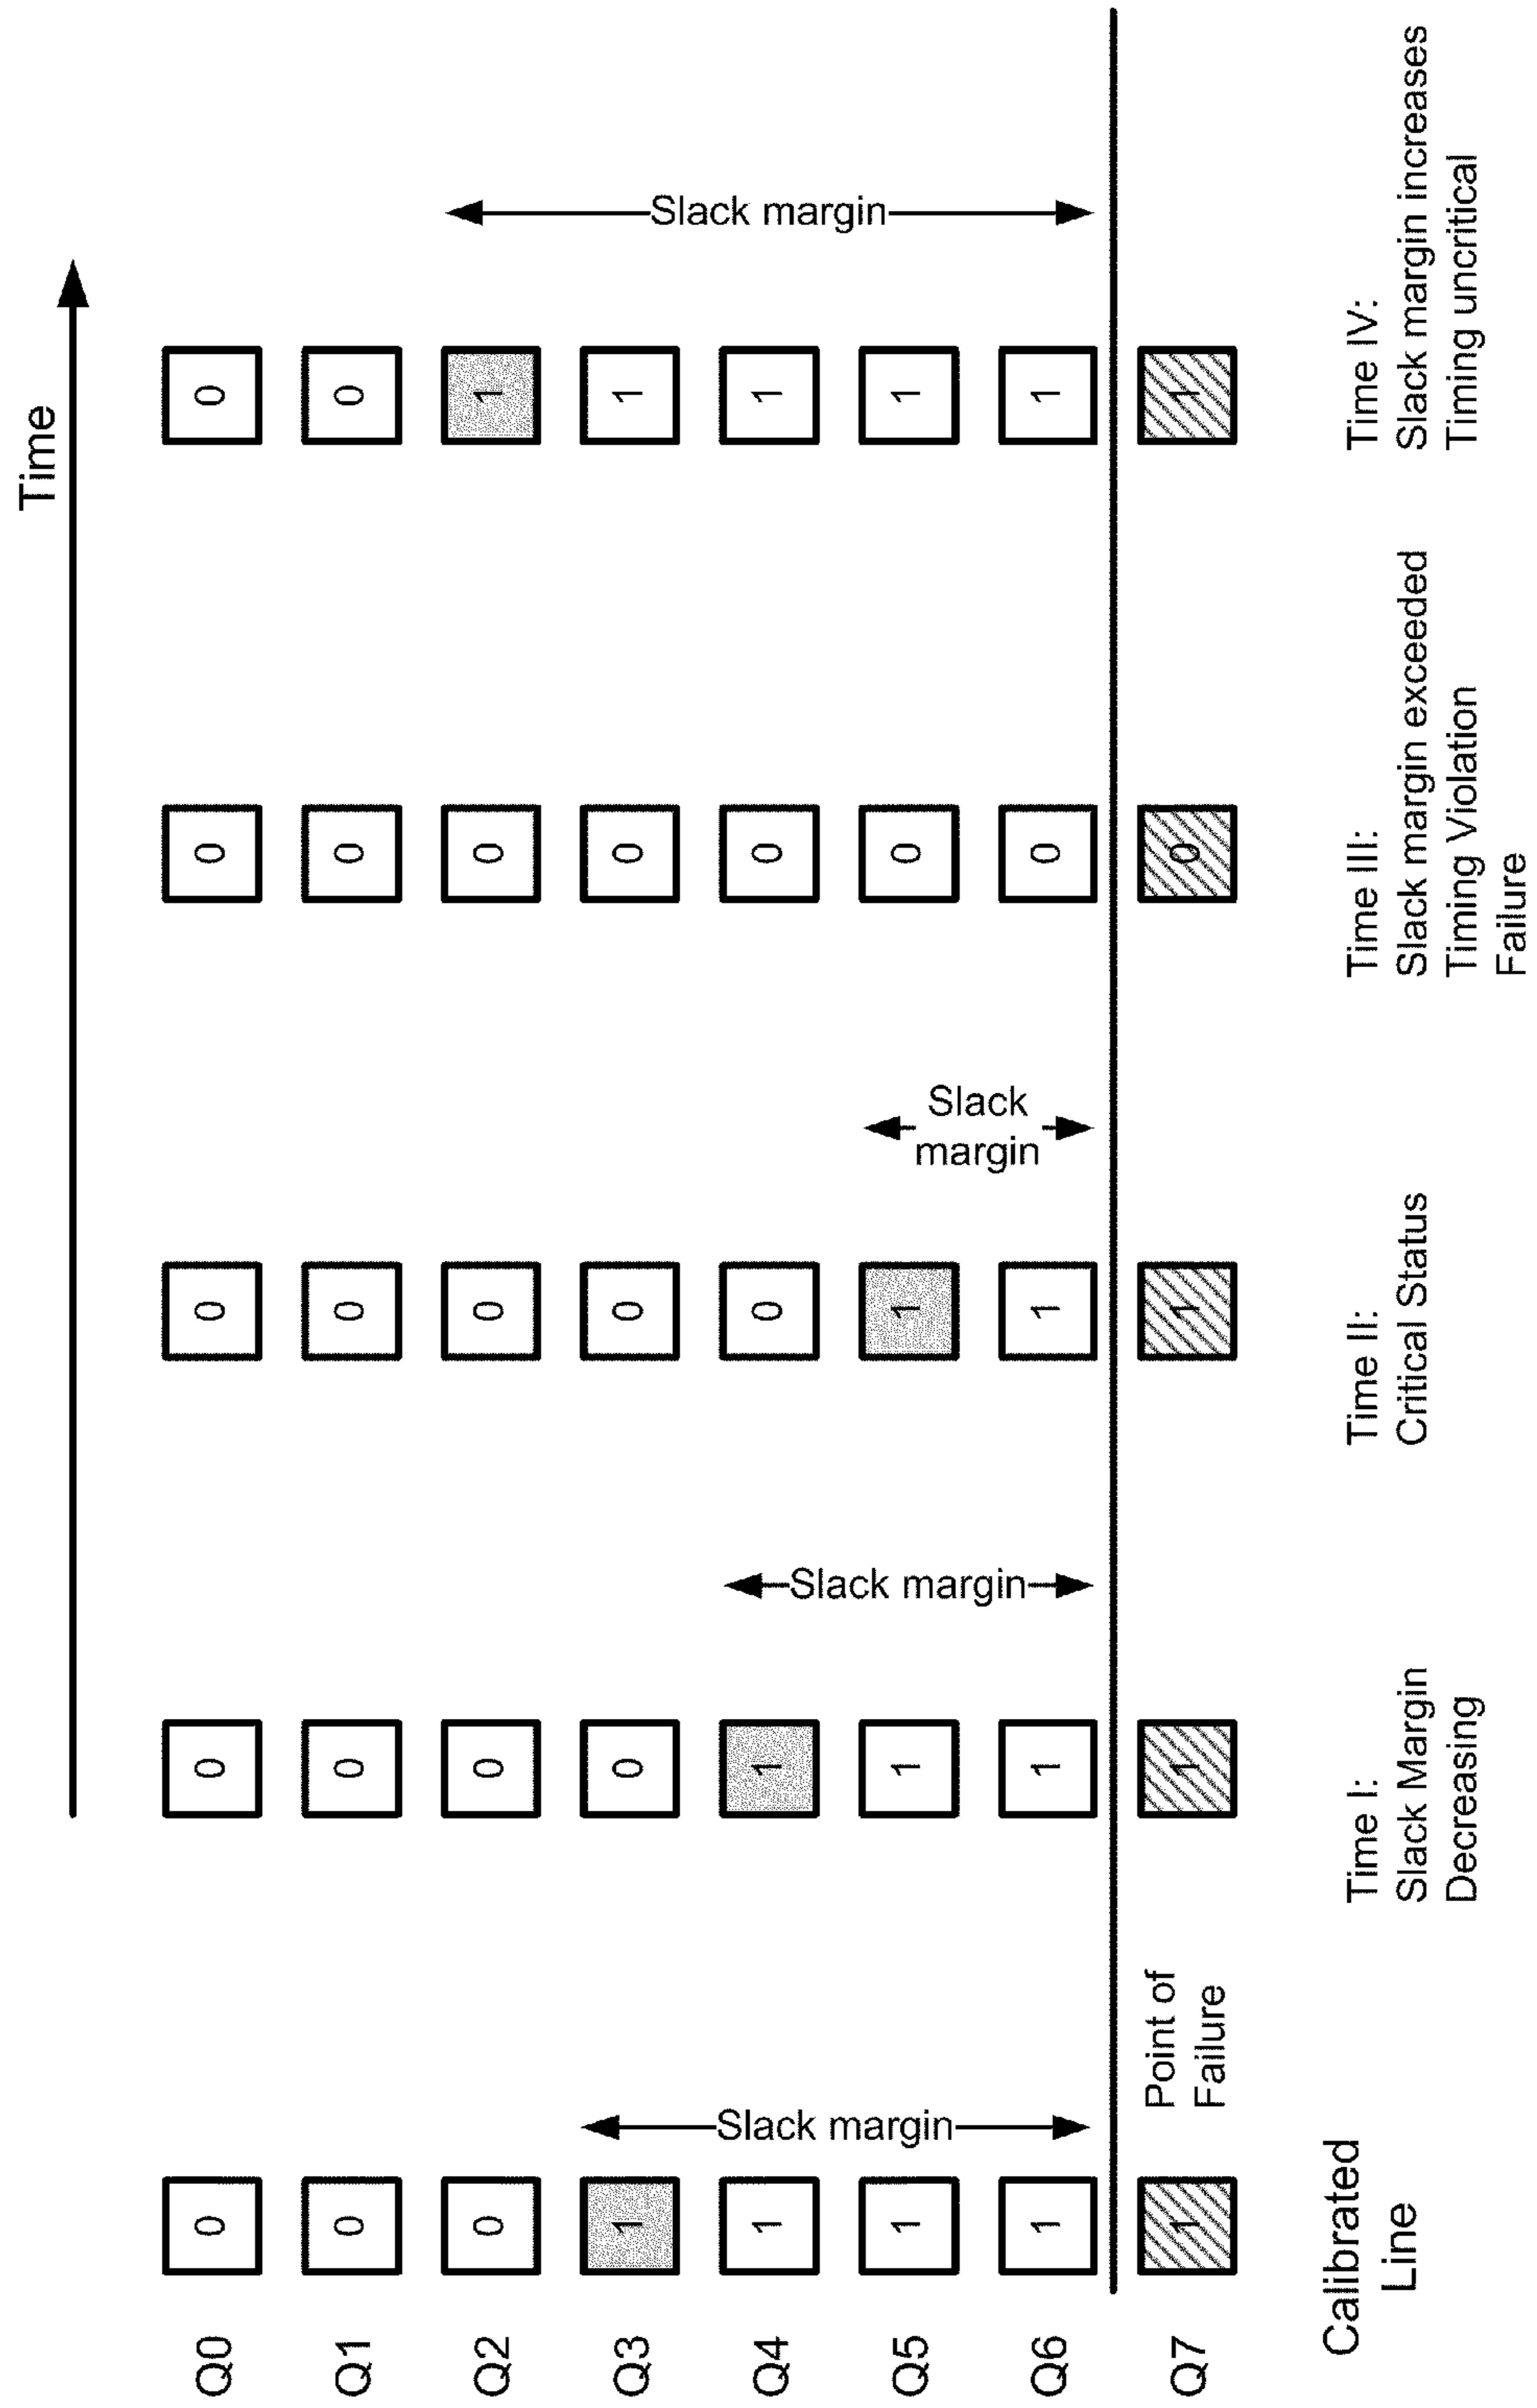 Time
Q0 0 0 0 0 0
Q1 0 0 0 0 0
Q2 0 0 0 0 1
Q3 1 0 0 0 1
Q4 1 1 0 0 1
Q5 1 1 1 0 1
Q6 1 1 1 0 1
Q7 1 1 1 0 1
Slack margin
Slack margin
Slack
margin
Slack margin
Point of
Failure
Calibrated
Line
Time I:
Slack Margin
Decreasing
Time II:
Critical Status
Time III:
Slack margin exceeded
Timing Violation
Failure
Time IV:
Slack margin increases
Timing uncritical